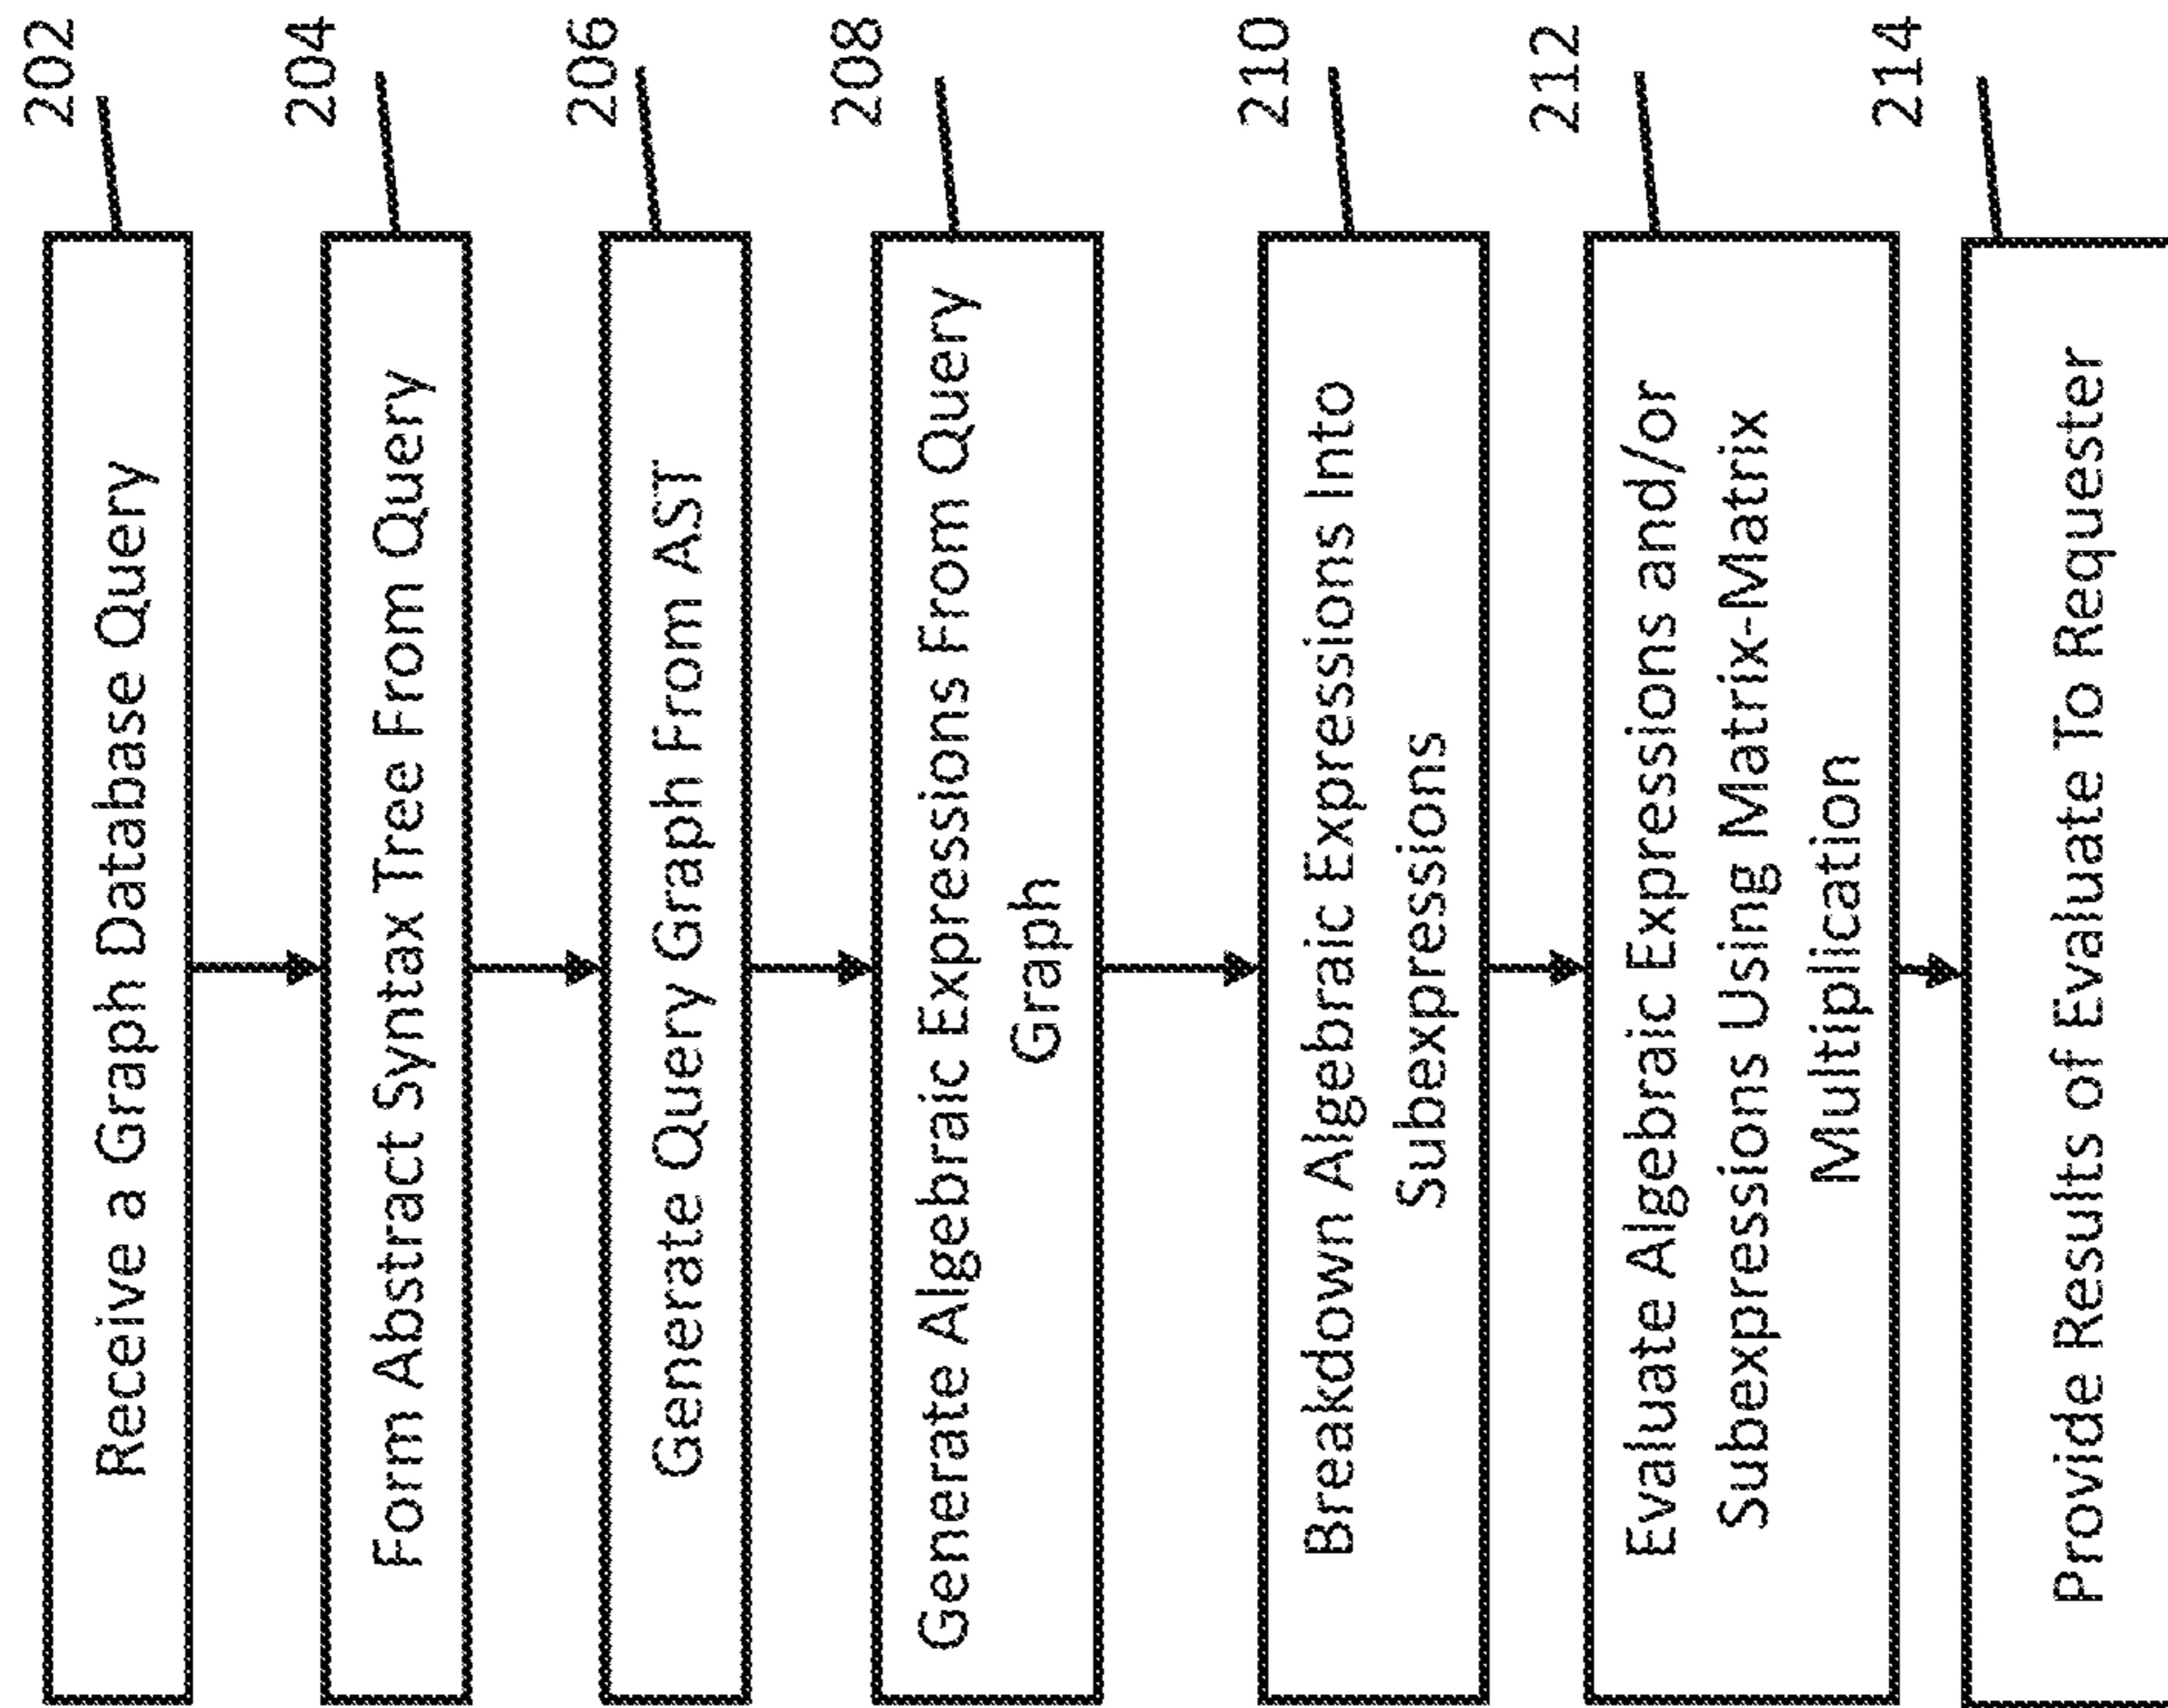 Receive a Graph Database Query
202
Form Abstract Syntax Tree From Query
204
Generate Query Graph From AST
206
Generate Algebraic Expressions From Query
Graph
208
Breakdown Algebraic Expressions Into
Subexpressions
210
Evaluate Algebraic Expressions and/or
Subexpressions Using Matrix-Matrix
Multiplication
212
Provide Results of Evaluate To Requester
214